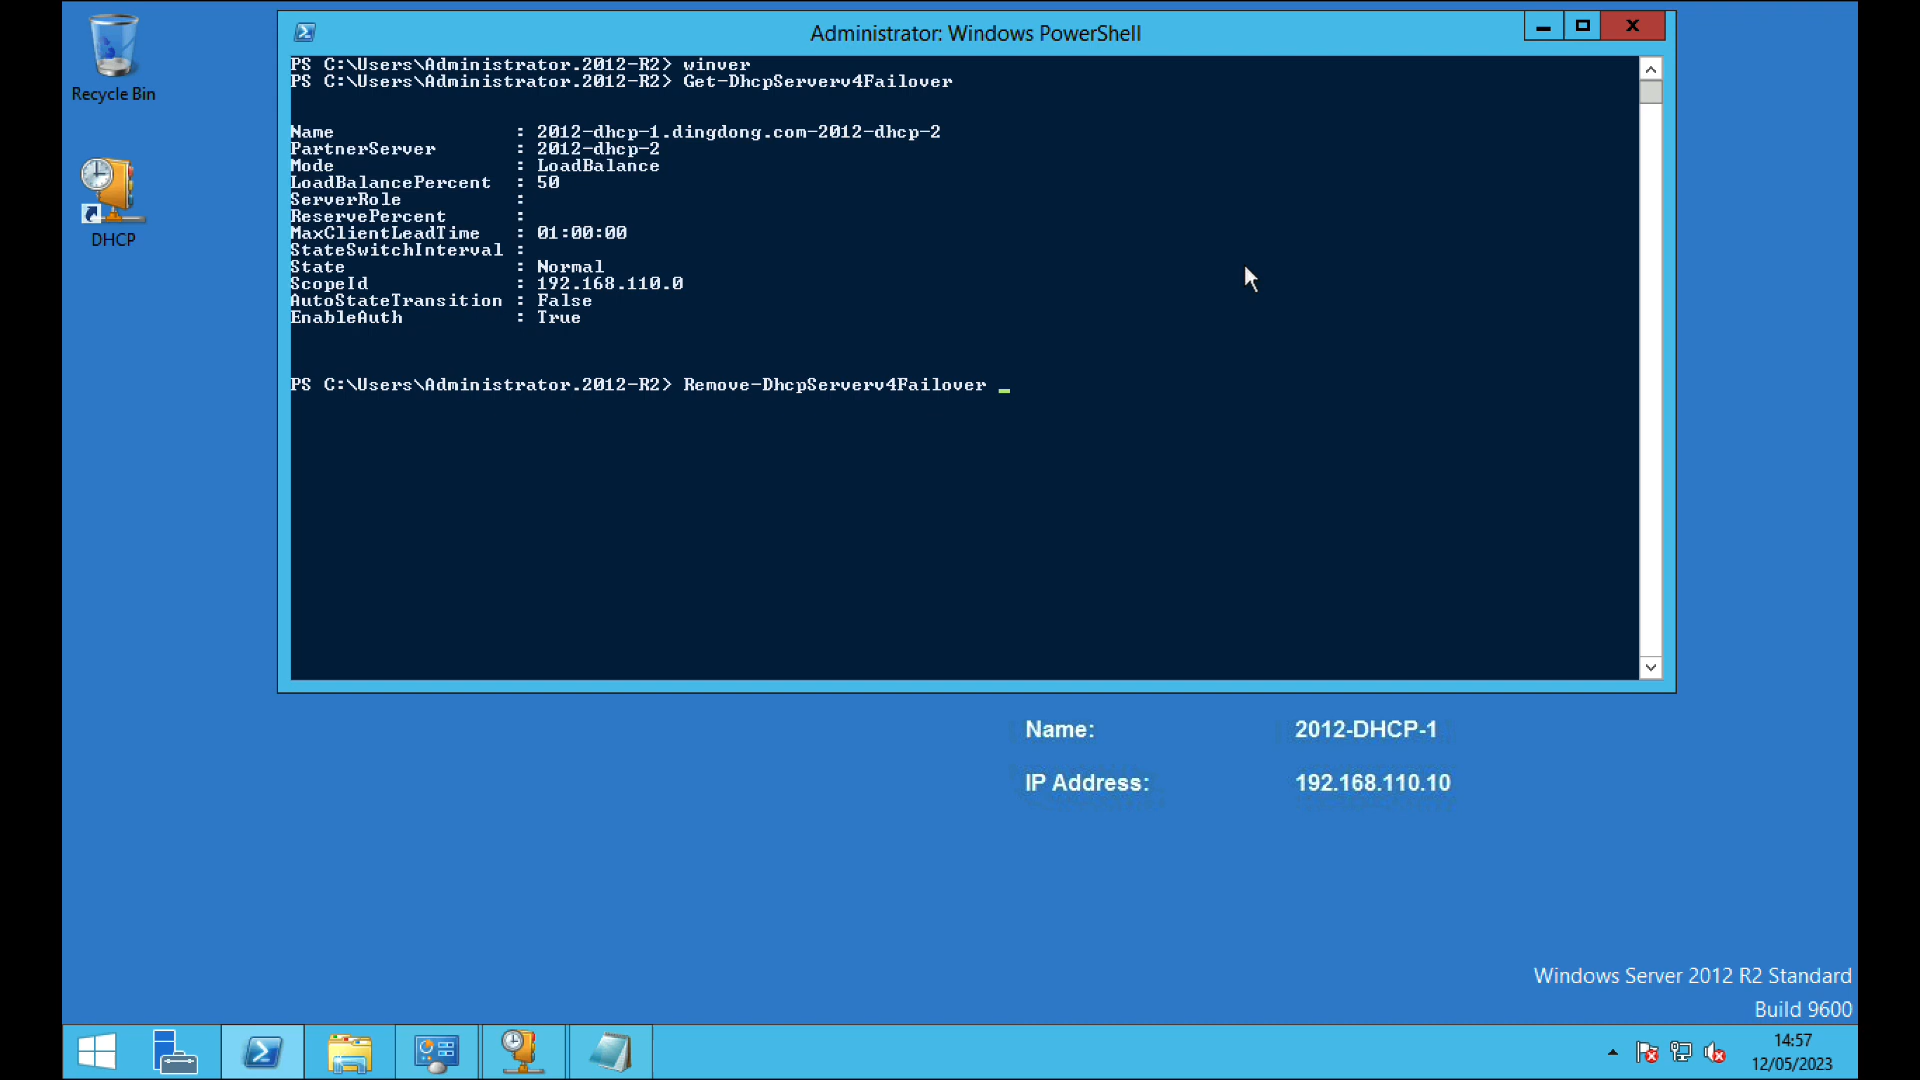 Administrator: Windows PowerShell
Recycle Bin
DHCP
PS C:\Users\Administrator.2012-R2> winver
PS C:\Users\Administrator.2012-R2> Get-DhcpServerv4Failover
Name : 2012-dhcp-1.dingdong.com-2012-dhcp-2
PartnerServer : 2012-dhcp-2
Mode : LoadBalance
LoadBalancePercent : 50
ServerRole :
ReservePercent :
MaxClientLeadTime : 01:00:00
StateSwitchInterval :
State : Normal
ScopeId : 192.168.110.0
AutoStateTransition : False
EnableAuth : True
PS C:\Users\Administrator.2012-R2> Remove-DhcpServerv4Failover _
Name: 2012-DHCP-1
IP Address: 192.168.110.10
Windows Server 2012 R2 Standard
Build 9600
14:57
12/05/2023